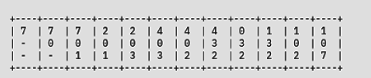 +----+----+----+----+----+----+----+----+----+----+----+----+
| 7 | 7 | 7 | 2 | 2 | 4 | 4 | 4 | 0 | 1 | 1 | 1 |
| - | 0 | 0 | 0 | 0 | 0 | 0 | 3 | 3 | 3 | 0 | 0 |
| - | - | 1 | 1 | 3 | 3 | 2 | 2 | 2 | 2 | 2 | 7 |
+----+----+----+----+----+----+----+----+----+----+----+----+